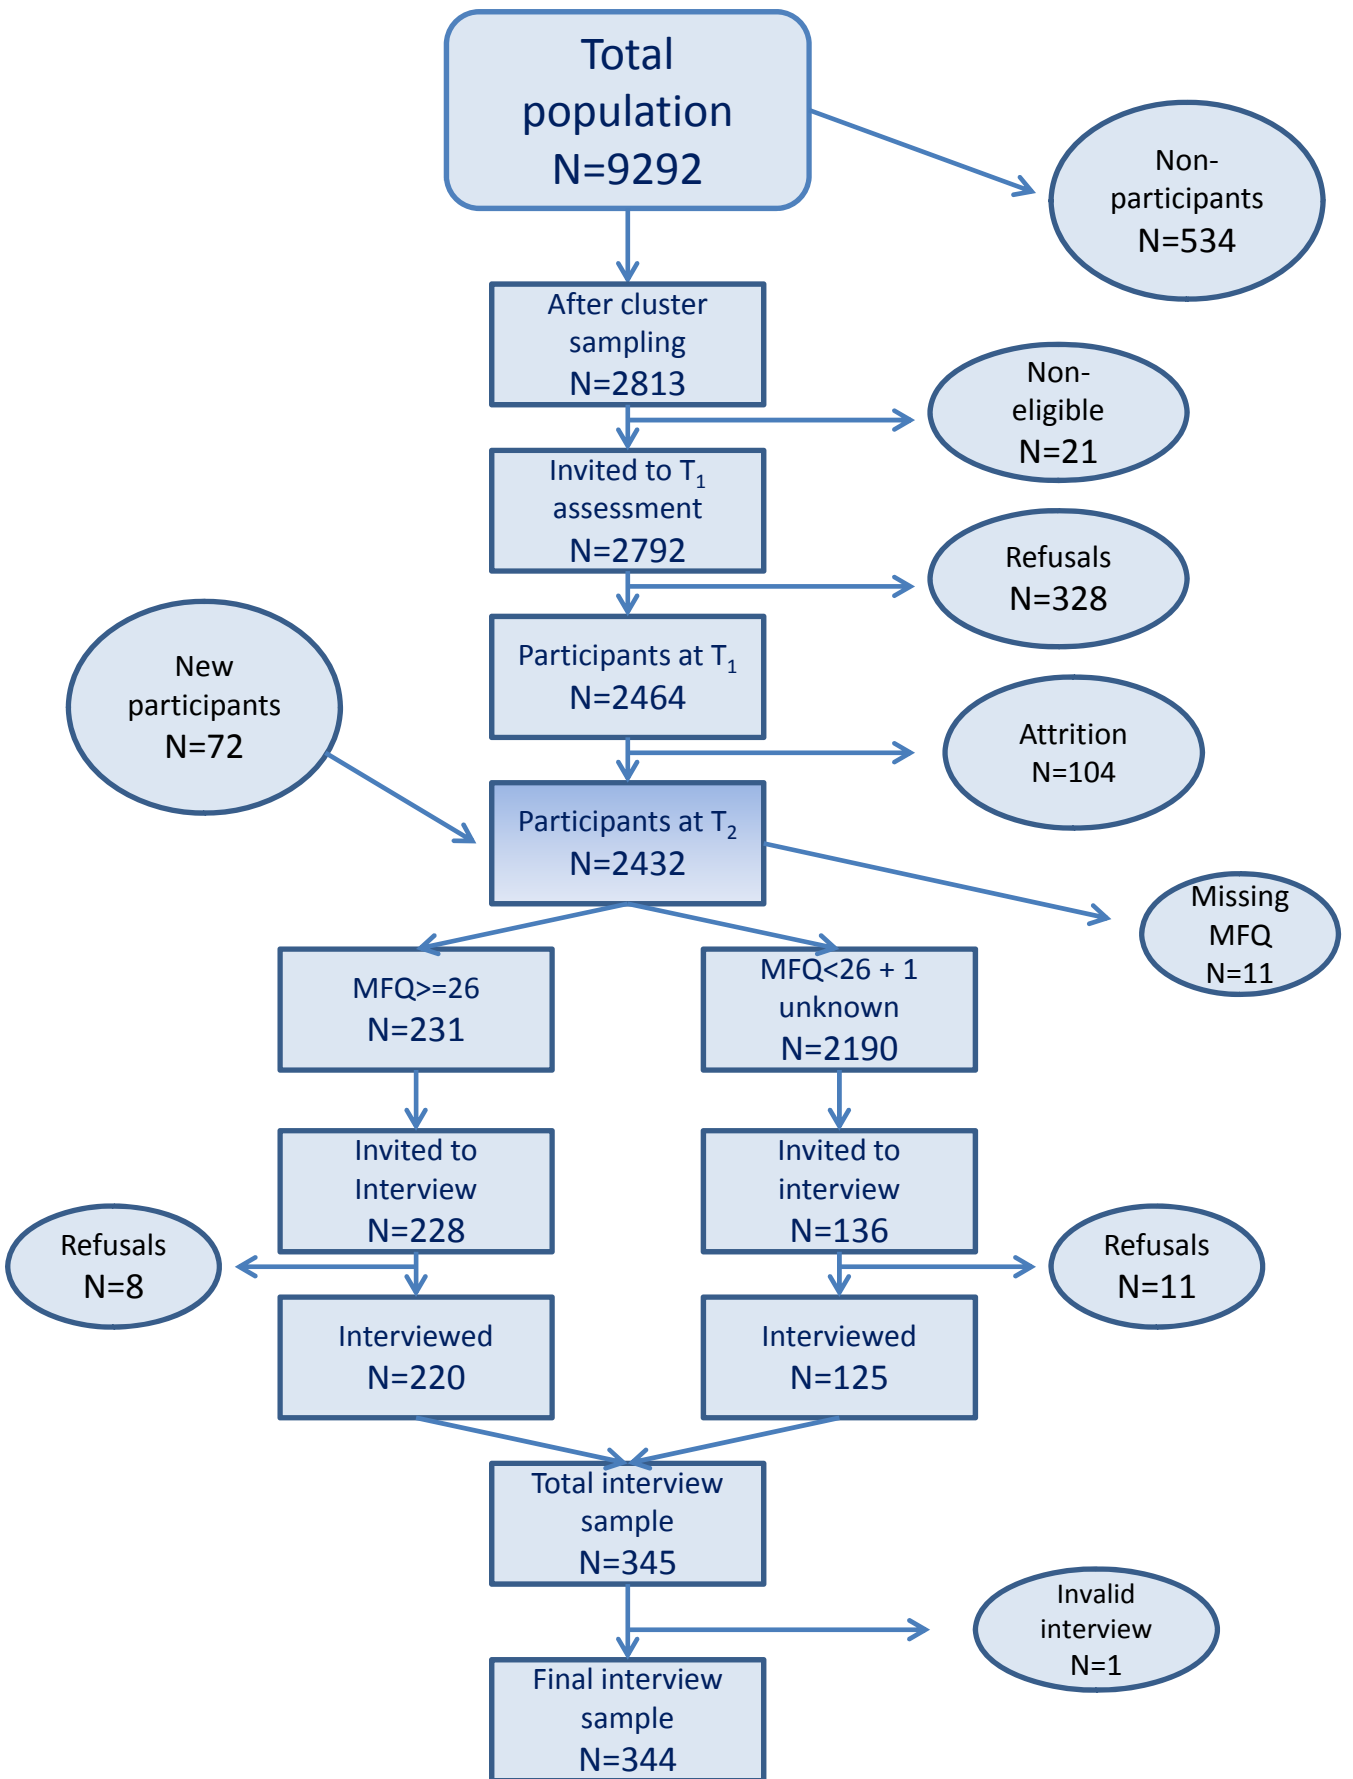 Total
population
N=9292
Non-
participants
N=534
After cluster
sampling
N=2813
Non-
eligible
N=21
Invited to T1
assessment
N=2792
Refusals
N=328
Participants at T1
N=2464
New
participants
N=72
Attrition
N=104
Participants at T2
N=2432
Missing
MFQ
N=11
MFQ>=26
N=231
MFQ<26 + 1
unknown
N=2190
Invited to
Interview
N=228
Invited to
interview
N=136
Refusals
N=8
Refusals
N=11
Interviewed
N=220
Interviewed
N=125
Total interview
sample
N=345
Invalid
interview
N=1
Final interview
sample
N=344